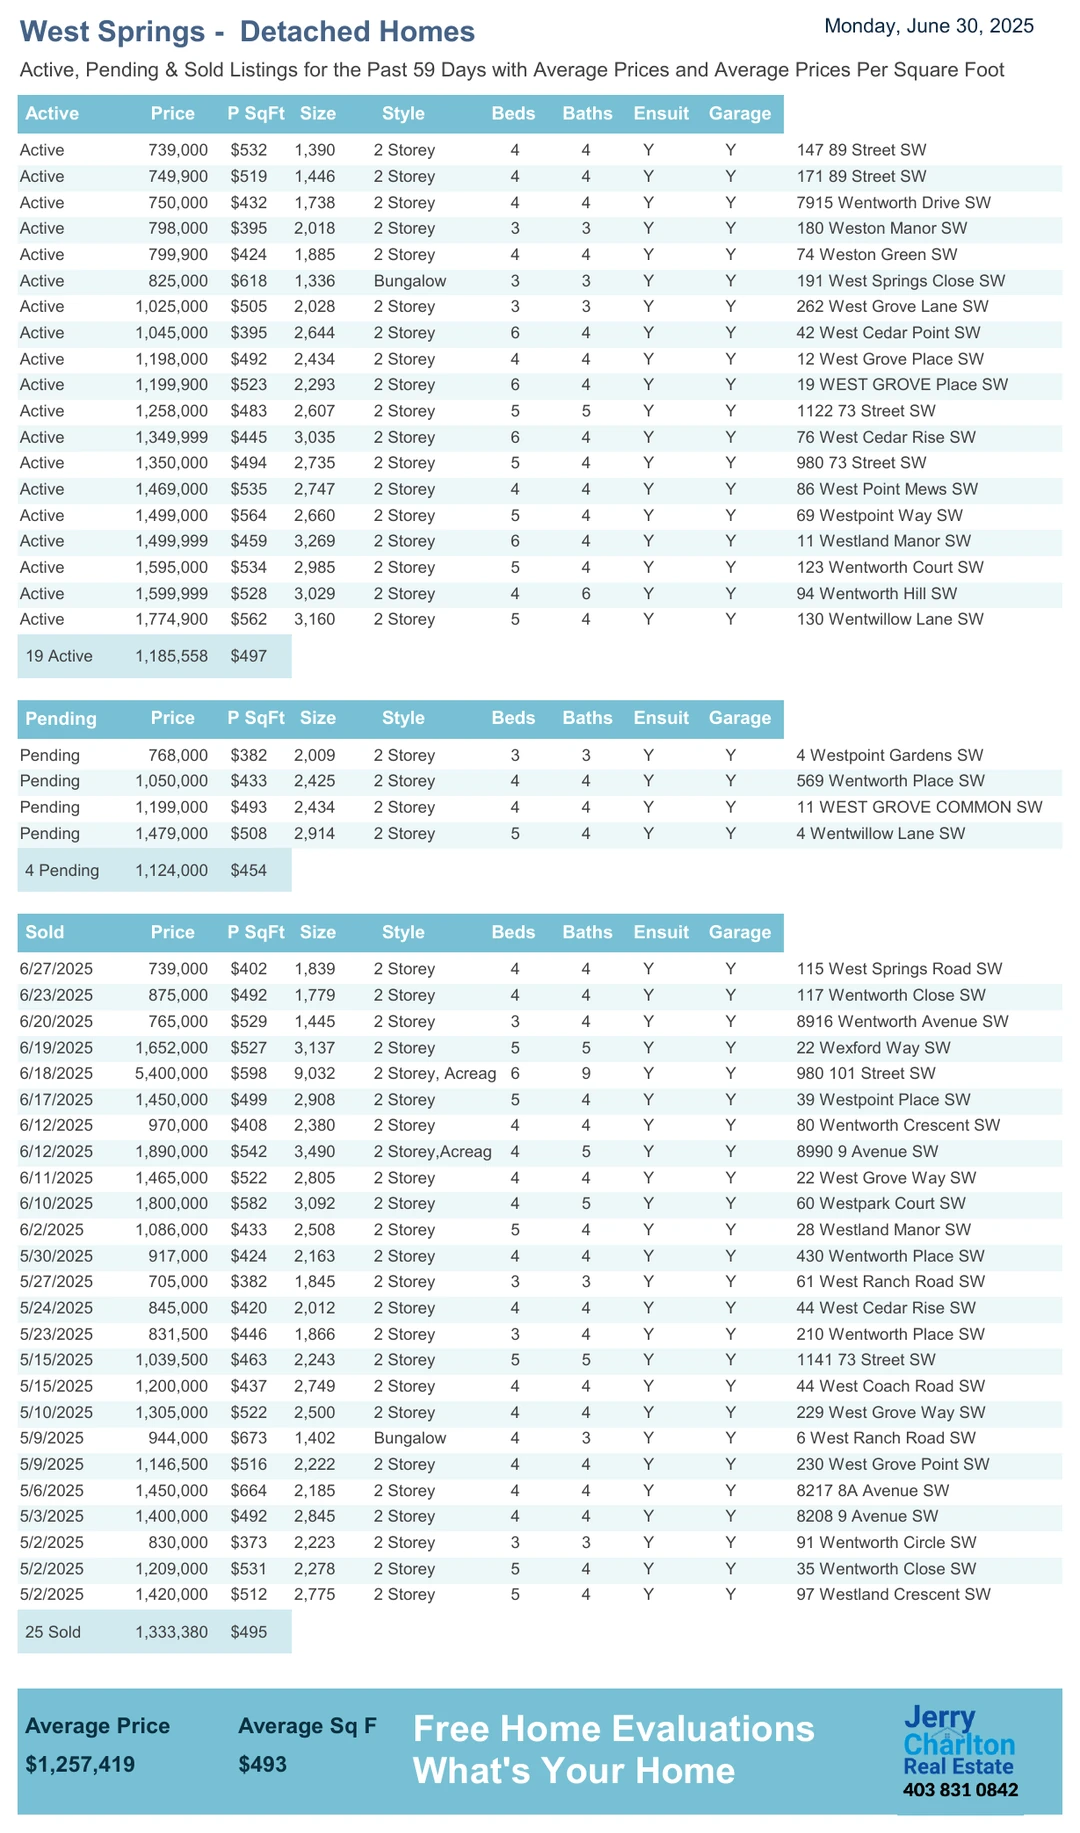 West Springs - Detached Homes
Monday, June 30, 2025
Active, Pending & Sold Listings for the Past 59 Days with Average Prices and Average Prices Per Square Foot
Active Price P SqFt Size Style Beds Baths Ensuit Garage
Active 739,000 $532 1,390 2 Storey 4 4 Y Y 147 89 Street SW
Active 749,900 $519 1,446 2 Storey 4 4 Y Y 171 89 Street SW
Active 750,000 $432 1,738 2 Storey 4 4 Y Y 7915 Wentworth Drive SW
Active 798,000 $395 2,018 2 Storey 3 3 Y Y 180 Weston Manor SW
Active 799,900 $424 1,885 2 Storey 4 4 Y Y 74 Weston Green SW
Active 825,000 $618 1,336 Bungalow 3 3 Y Y 191 West Springs Close SW
Active 1,025,000 $505 2,028 2 Storey 3 3 Y Y 262 West Grove Lane SW
Active 1,045,000 $395 2,644 2 Storey 6 4 Y Y 42 West Cedar Point SW
Active 1,198,000 $492 2,434 2 Storey 4 4 Y Y 12 West Grove Place SW
Active 1,199,900 $523 2,293 2 Storey 6 4 Y Y 19 WEST GROVE Place SW
Active 1,258,000 $483 2,607 2 Storey 5 5 Y Y 1122 73 Street SW
Active 1,349,999 $445 3,035 2 Storey 6 4 Y Y 76 West Cedar Rise SW
Active 1,350,000 $494 2,735 2 Storey 5 4 Y Y 980 73 Street SW
Active 1,469,000 $535 2,747 2 Storey 4 4 Y Y 86 West Point Mews SW
Active 1,499,000 $564 2,660 2 Storey 5 4 Y Y 69 Westpoint Way SW
Active 1,499,999 $459 3,269 2 Storey 6 4 Y Y 11 Westland Manor SW
Active 1,595,000 $534 2,985 2 Storey 5 4 Y Y 123 Wentworth Court SW
Active 1,599,999 $528 3,029 2 Storey 4 6 Y Y 94 Wentworth Hill SW
Active 1,774,900 $562 3,160 2 Storey 5 4 Y Y 130 Wentwillow Lane SW
19 Active 1,185,558 $497
Pending Price P SqFt Size Style Beds Baths Ensuit Garage
Pending 768,000 $382 2,009 2 Storey 3 3 Y Y 4 Westpoint Gardens SW
Pending 1,050,000 $433 2,425 2 Storey 4 4 Y Y 569 Wentworth Place SW
Pending 1,199,000 $493 2,434 2 Storey 4 4 Y Y 11 WEST GROVE COMMON SW
Pending 1,479,000 $508 2,914 2 Storey 5 4 Y Y 4 Wentwillow Lane SW
4 Pending 1,124,000 $454
Sold Price P SqFt Size Style Beds Baths Ensuit Garage
6/27/2025 739,000 $402 1,839 2 Storey 4 4 Y Y 115 West Springs Road SW
6/23/2025 875,000 $492 1,779 2 Storey 4 4 Y Y 117 Wentworth Close SW
6/20/2025 765,000 $529 1,445 2 Storey 3 4 Y Y 8916 Wentworth Avenue SW
6/19/2025 1,652,000 $527 3,137 2 Storey 5 5 Y Y 22 Wexford Way SW
6/18/2025 5,400,000 $598 9,032 2 Storey, Acreag 6 9 Y Y 980 101 Street SW
6/17/2025 1,450,000 $499 2,908 2 Storey 5 4 Y Y 39 Westpoint Place SW
6/12/2025 970,000 $408 2,380 2 Storey 4 4 Y Y 80 Wentworth Crescent SW
6/12/2025 1,890,000 $542 3,490 2 Storey,Acreag 4 5 Y Y 8990 9 Avenue SW
6/11/2025 1,465,000 $522 2,805 2 Storey 4 4 Y Y 22 West Grove Way SW
6/10/2025 1,800,000 $582 3,092 2 Storey 4 5 Y Y 60 Westpark Court SW
6/2/2025 1,086,000 $433 2,508 2 Storey 5 4 Y Y 28 Westland Manor SW
5/30/2025 917,000 $424 2,163 2 Storey 4 4 Y Y 430 Wentworth Place SW
5/27/2025 705,000 $382 1,845 2 Storey 3 3 Y Y 61 West Ranch Road SW
5/24/2025 845,000 $420 2,012 2 Storey 4 4 Y Y 44 West Cedar Rise SW
5/23/2025 831,500 $446 1,866 2 Storey 3 4 Y Y 210 Wentworth Place SW
5/15/2025 1,039,500 $463 2,243 2 Storey 5 5 Y Y 1141 73 Street SW
5/15/2025 1,200,000 $437 2,749 2 Storey 4 4 Y Y 44 West Coach Road SW
5/10/2025 1,305,000 $522 2,500 2 Storey 4 4 Y Y 229 West Grove Way SW
5/9/2025 944,000 $673 1,402 Bungalow 4 3 Y Y 6 West Ranch Road SW
5/9/2025 1,146,500 $516 2,222 2 Storey 4 4 Y Y 230 West Grove Point SW
5/6/2025 1,450,000 $664 2,185 2 Storey 4 4 Y Y 8217 8A Avenue SW
5/3/2025 1,400,000 $492 2,845 2 Storey 4 4 Y Y 8208 9 Avenue SW
5/2/2025 830,000 $373 2,223 2 Storey 3 3 Y Y 91 Wentworth Circle SW
5/2/2025 1,209,000 $531 2,278 2 Storey 5 4 Y Y 35 Wentworth Close SW
5/2/2025 1,420,000 $512 2,775 2 Storey 5 4 Y Y 97 Westland Crescent SW
25 Sold 1,333,380 $495
Average Price Average Sq F
$1,257,419 $493
Free Home Evaluations
What's Your Home
Jerry
Charlton
Real Estate
403 831 0842